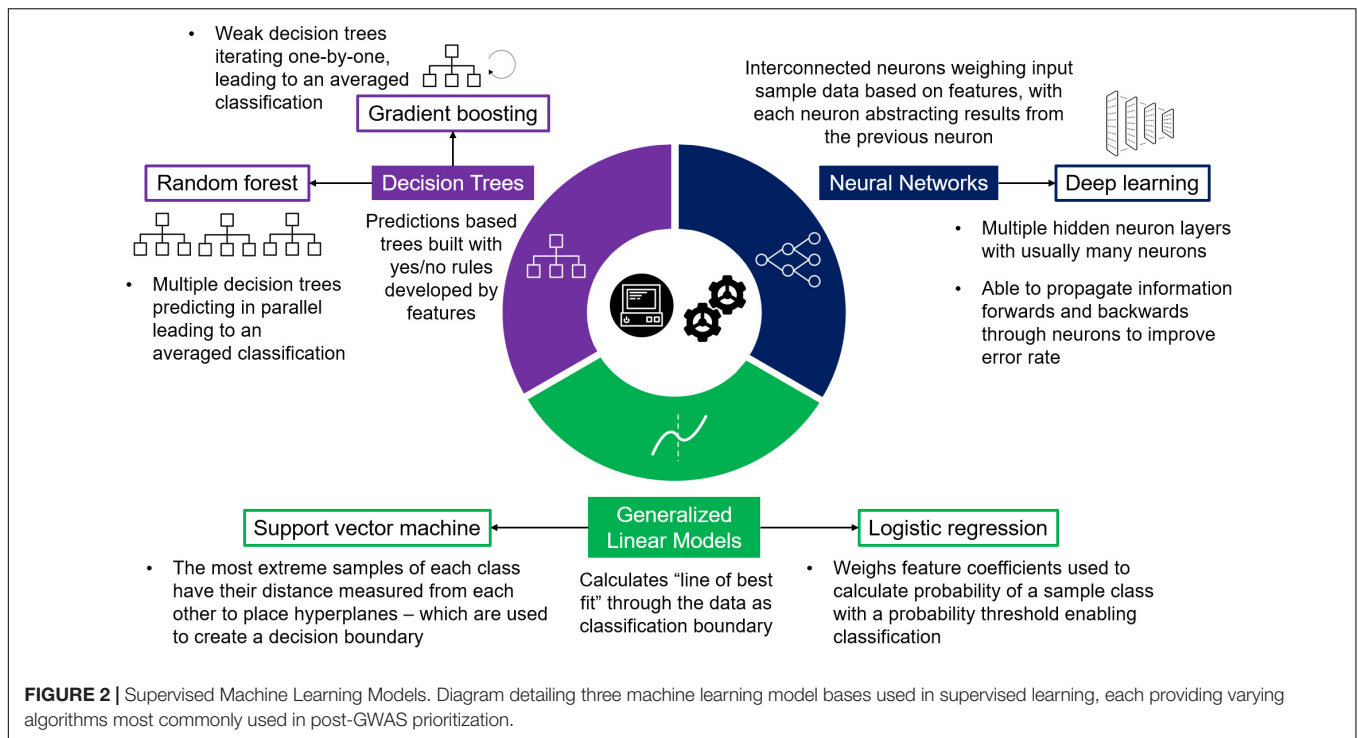 • Weak decision trees
iterating one-by-one,
leading to an averaged
classification
Gradient boosting
Random forest
Decision Trees
Predictions based
trees built with
yes/no rules
developed by
features
• Multiple decision trees
predicting in parallel
leading to an
averaged classification
Interconnected neurons weighing input
sample data based on features, with
each neuron abstracting results from
the previous neuron
Neural Networks
Deep learning
• Multiple hidden neuron layers
with usually many neurons
• Able to propagate information
forwards and backwards
through neurons to improve
error rate
Support vector machine
• The most extreme samples of each class
have their distance measured from each
other to place hyperplanes – which are used
to create a decision boundary
Generalized
Linear Models
Calculates “line of best
fit” through the data as
classification boundary
Logistic regression
• Weighs feature coefficients used to
calculate probability of a sample class
with a probability threshold enabling
classification
FIGURE 2 | Supervised Machine Learning Models. Diagram detailing three machine learning model bases used in supervised learning, each providing varying
algorithms most commonly used in post-GWAS prioritization.